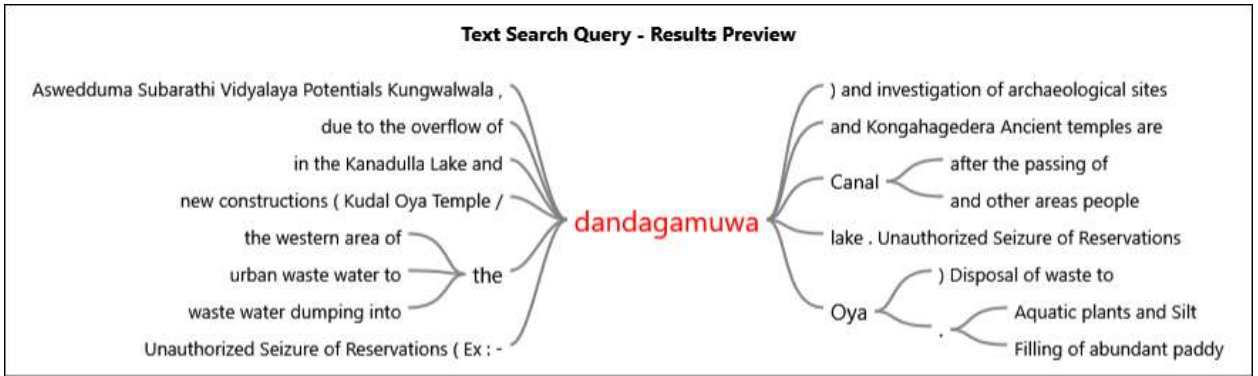 Text Search Query - Results Preview
Aswedduma Subarathi Vidyalaya Potentials Kungwalwala ,
due to the overflow of
in the Kanadulla Lake and
new constructions ( Kudal Oya Temple /
the western area of
urban waste water to
waste water dumping into
the
Unauthorized Seizure of Reservations ( Ex : -
dandagamuwa
) and investigation of archaeological sites
and Kongahagedera Ancient temples are
Canal
after the passing of
and other areas people
lake . Unauthorized Seizure of Reservations
Oya
) Disposal of waste to
.
Aquatic plants and Silt
Filling of abundant paddy